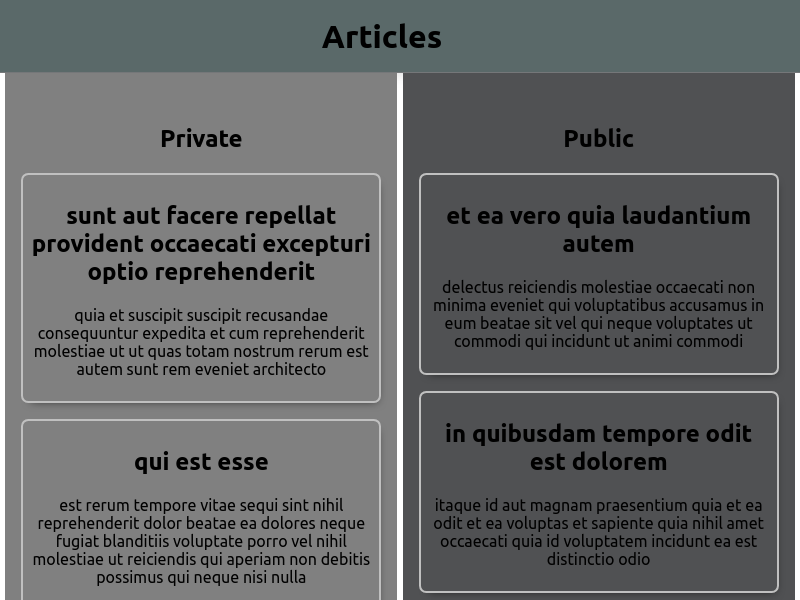 Articles
Private
sunt aut facere repellat
provident occaecati excepturi
optio reprehenderit
quia et suscipit suscipit recusandae
consequuntur expedita et cum reprehenderit
molestiae ut ut quas totam nostrum rerum est
autem sunt rem eveniet architecto
qui est esse
est rerum tempore vitae sequi sint nihil
reprehenderit dolor beatae ea dolores neque
fugiat blanditiis voluptate porro vel nihil
molestiae ut reiciendis qui aperiam non debitis
possimus qui neque nisi nulla
Public
et ea vero quia laudantium
autem
delectus reiciendis molestiae occaecati non
minima eveniet qui voluptatibus accusamus in
eum beatae sit vel qui neque voluptates ut
commodi qui incidunt ut animi commodi
in quibusdam tempore odit
est dolorem
itaque id aut magnam praesentium quia et ea
odit et ea voluptas et sapiente quia nihil amet
occaecati quia id voluptatem incidunt ea est
distinctio odio